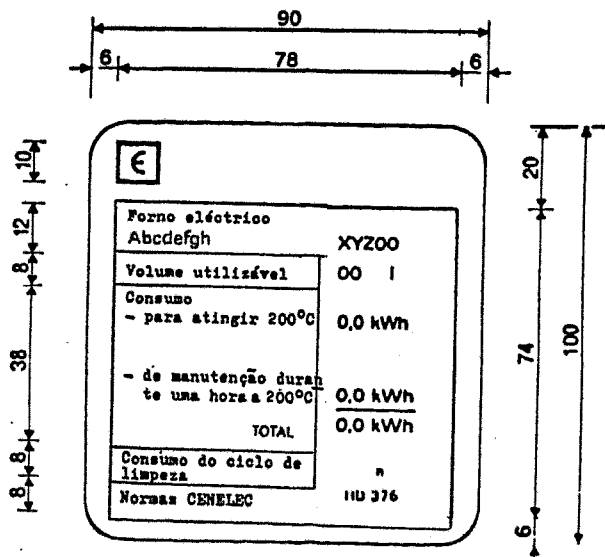 90
6 78 6
10
є
20
12
Forno eléctrico
Abcdefgh XYZOO
8
Volume utilizável 00 l
Consumo
- para atingir 200°C 0,0 kWh
38
74
100
- de manutenção duran
te uma hora a 200°C 0,0 kWh
TOTAL 0,0 kWh
8
Consumo do ciclo de
limpeza
8
Normas CENELEC HD 376
6